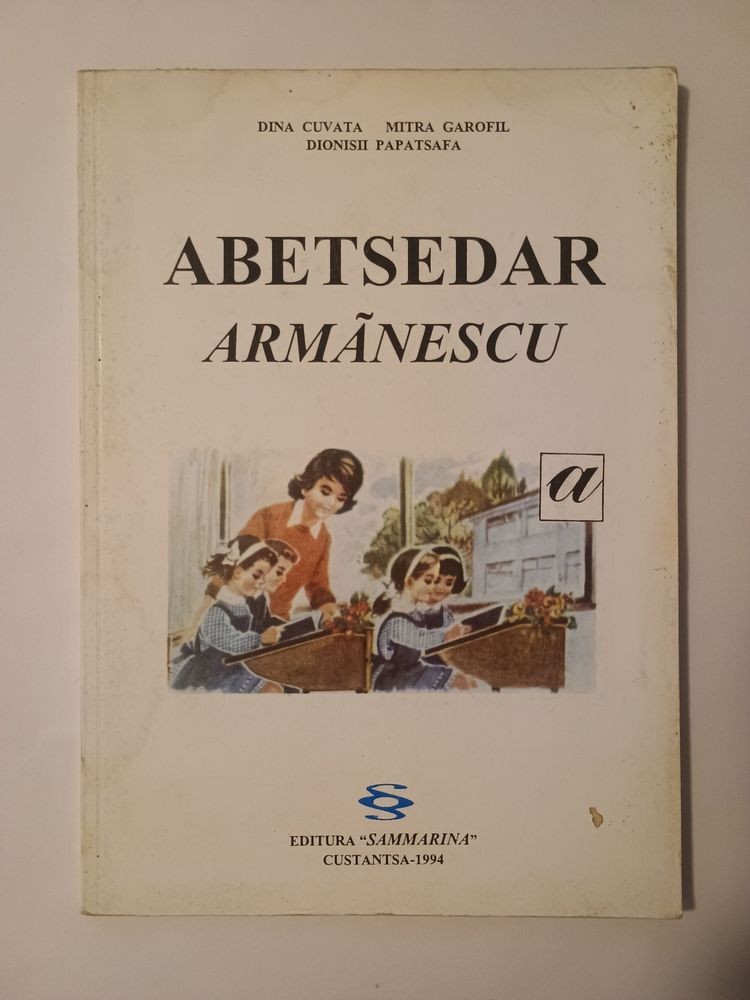 DINA CUVATA MITRA GAROFIL
DIONISII PAPATSAFA
ABETSEDAR
ARMÃNESCU
a
EDITURA “SAMMARINA”
CUSTANTSA-1994